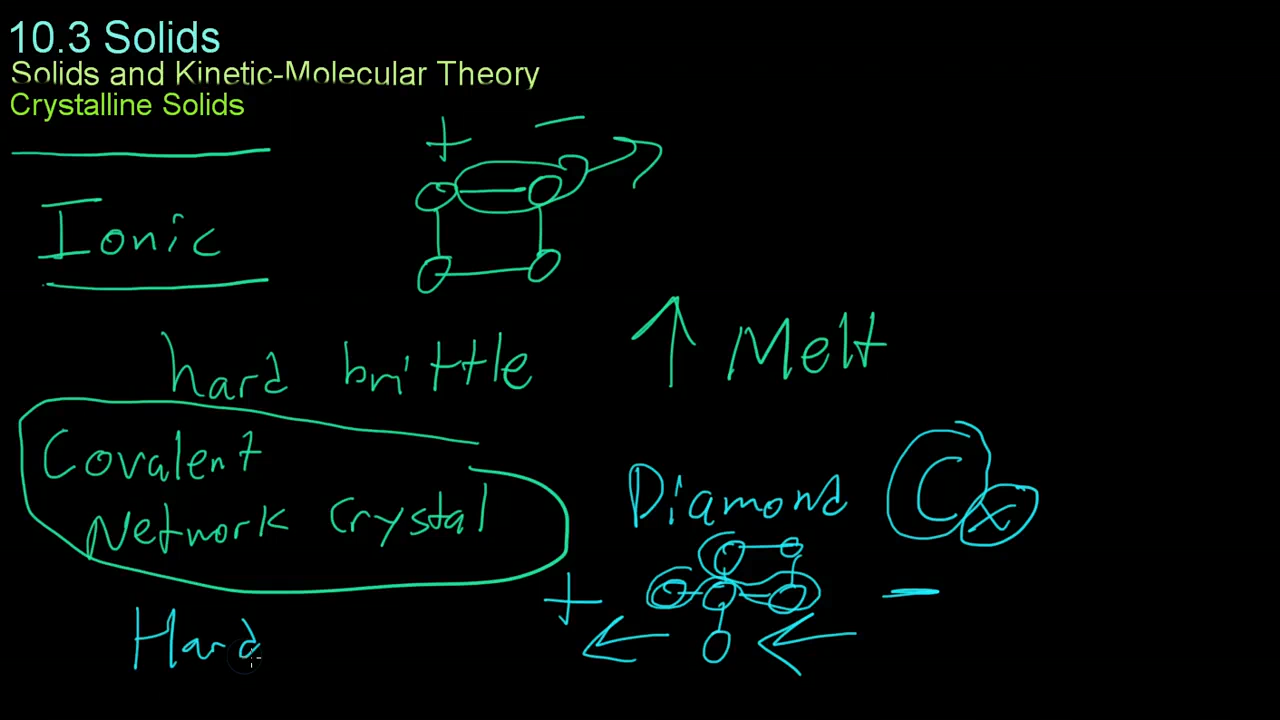 10.3 Solids
Solids and Kinetic-Molecular Theory
Crystalline Solids
+ −
Ionic
hard brittle ↑ Melt
Covalent
Network Crystal
Diamond Cx
+ −
Hard